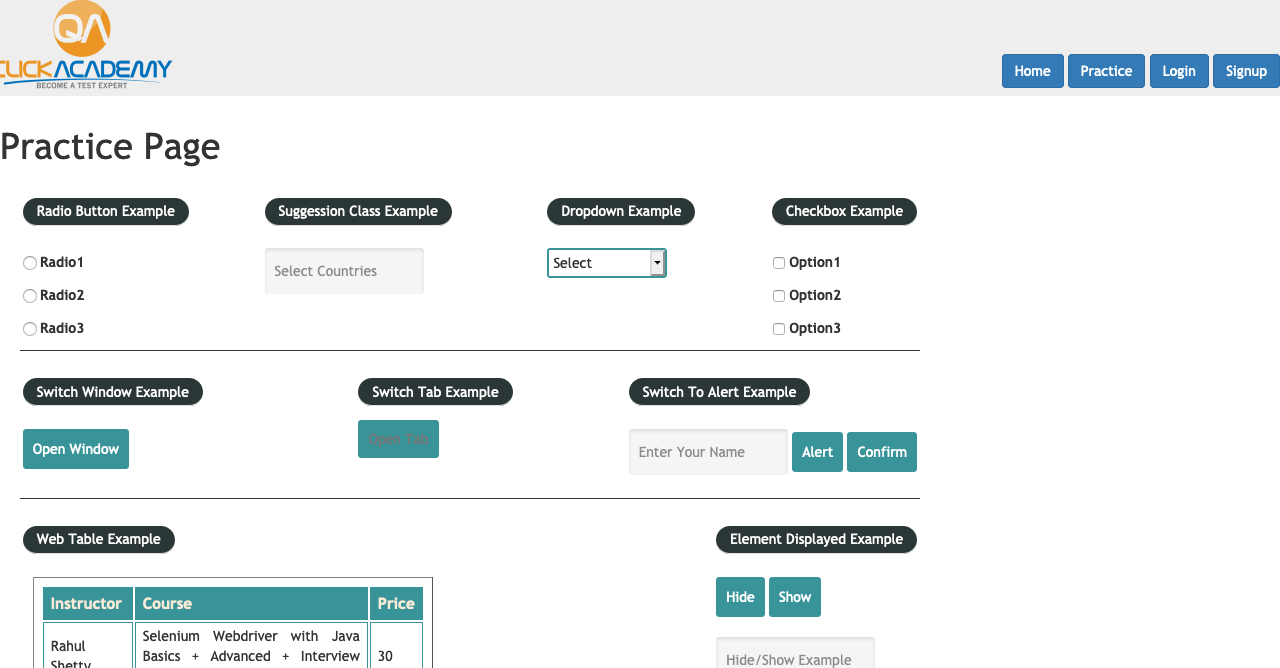 QA
CLICKACADEMY
BECOME A TEST EXPERT
Home Practice Login Signup
Practice Page
Radio Button Example Suggession Class Example Dropdown Example Checkbox Example
Radio1 Select Countries Select Option1
Radio2 Option2
Radio3 Option3
Switch Window Example Switch Tab Example Switch To Alert Example
Open Window Open Tab Enter Your Name Alert Confirm
Web Table Example Element Displayed Example
Instructor Course Price Hide Show
Rahul Selenium Webdriver with Java
Shetty Basics + Advanced + Interview 30 Hide/Show Example